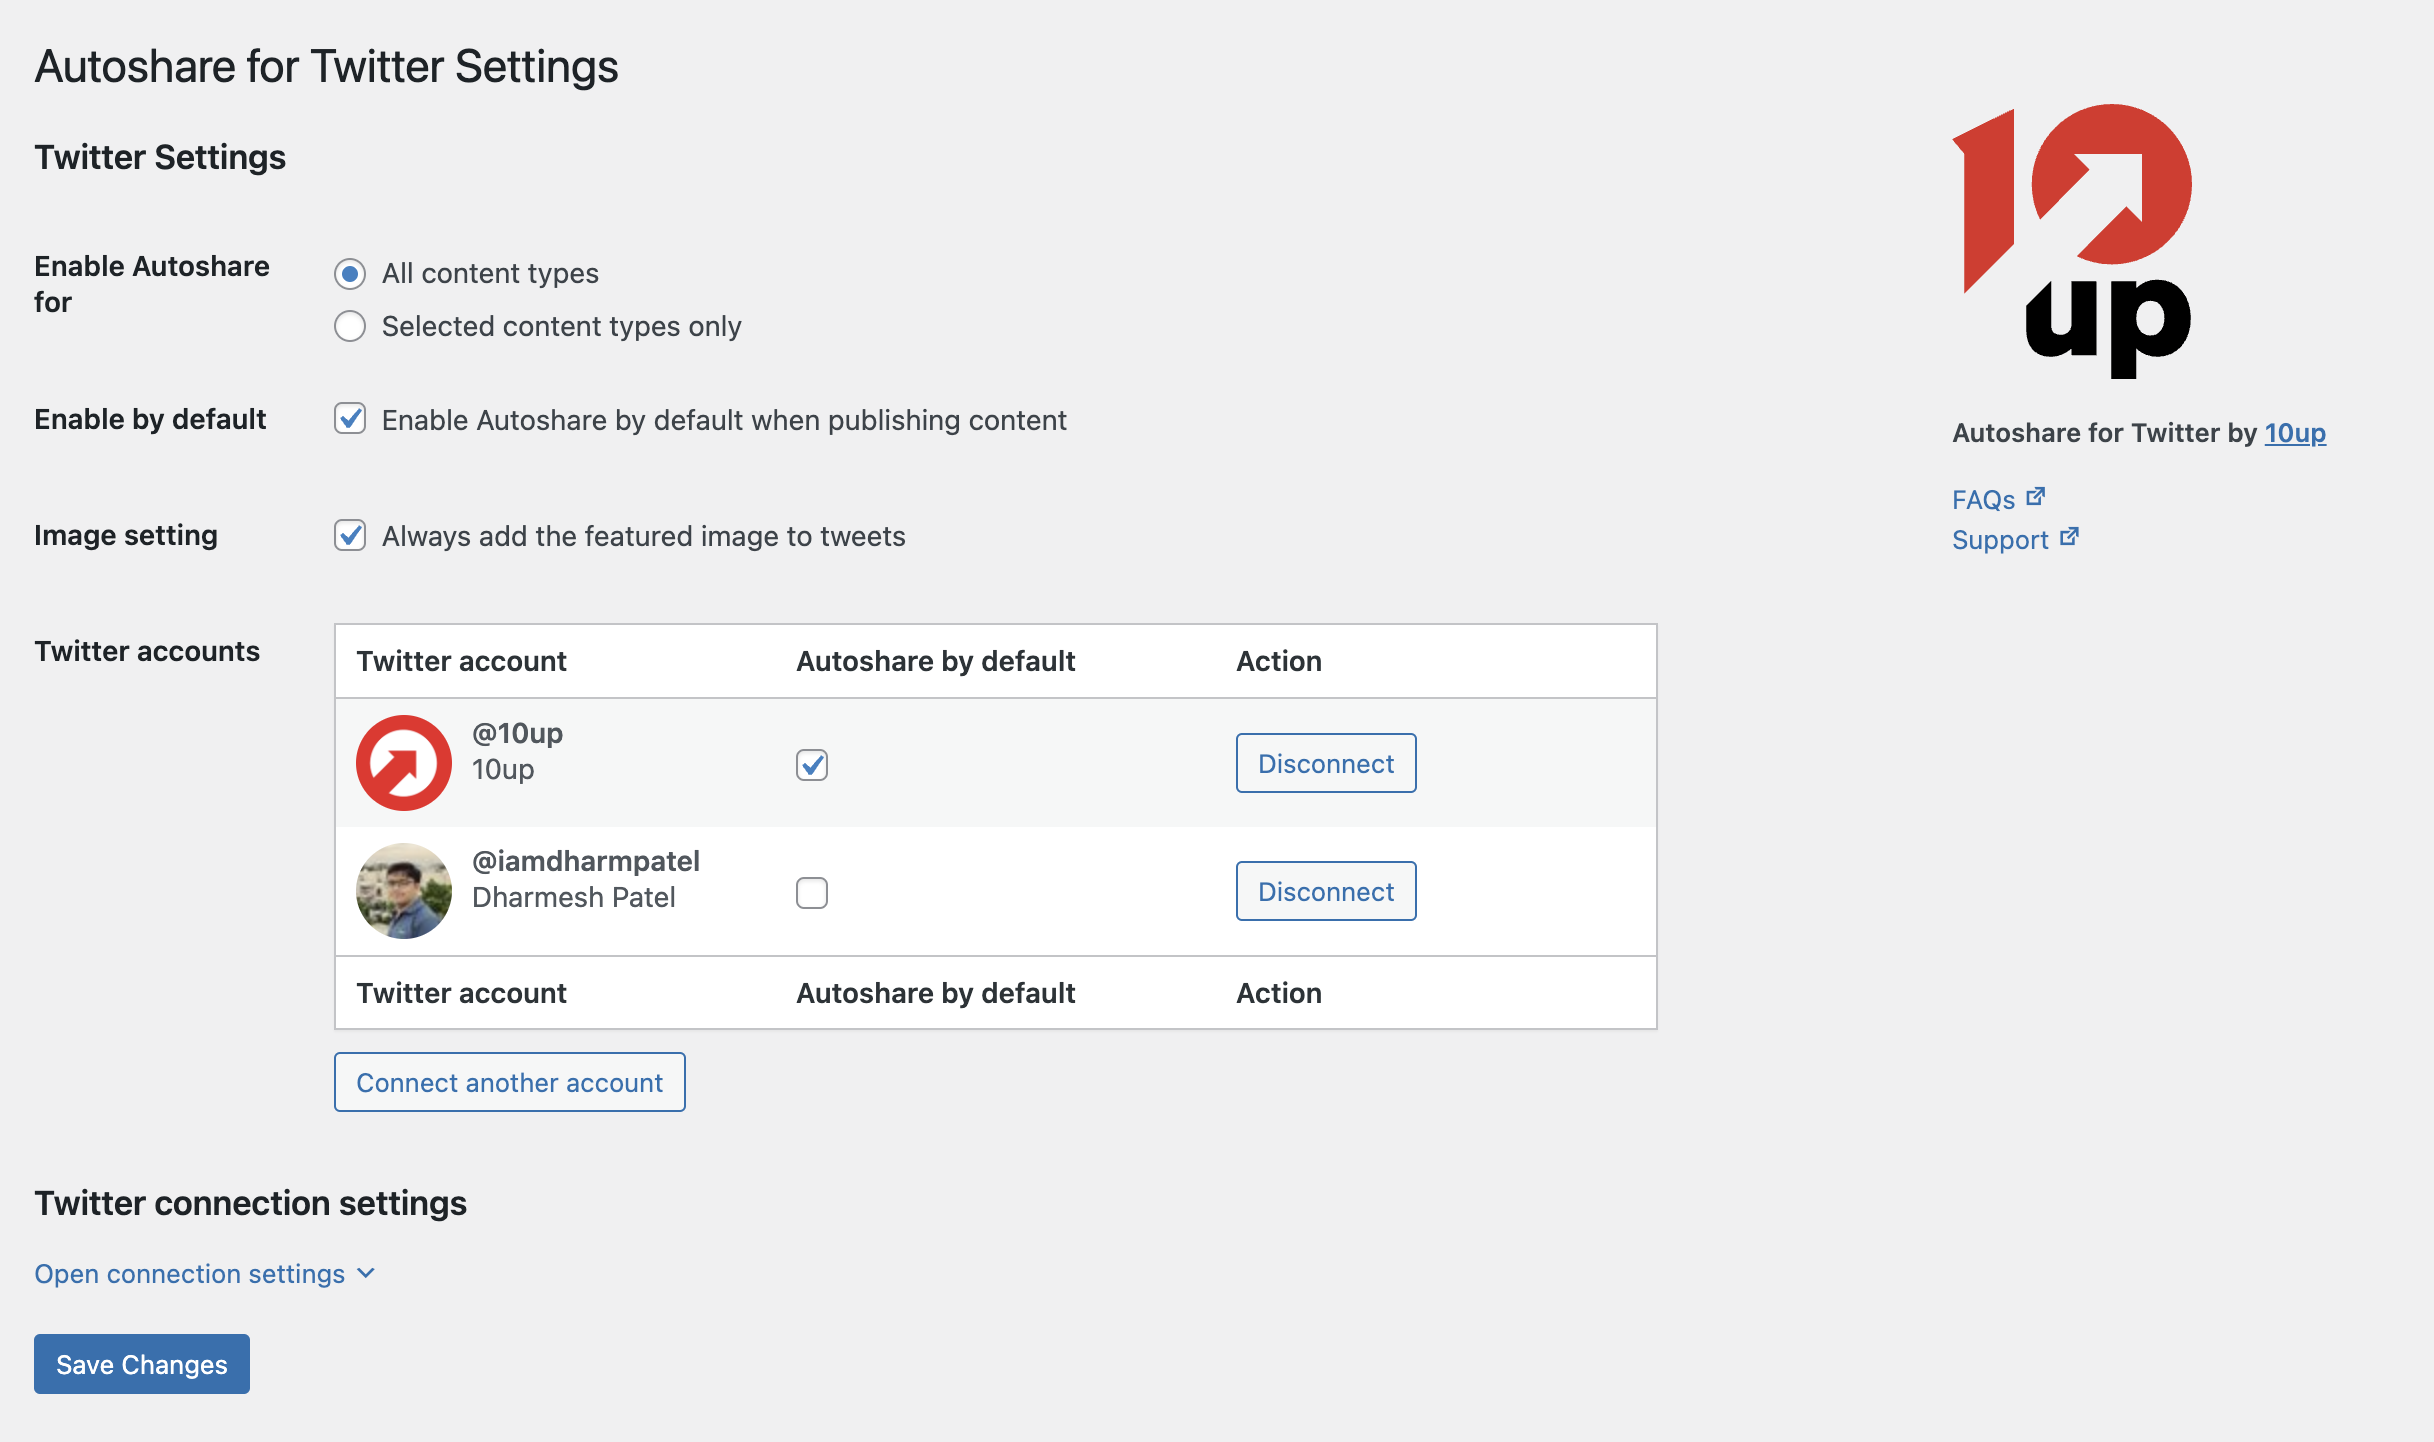 Autoshare for Twitter Settings
Twitter Settings
Enable Autoshare
for
All content types
Selected content types only
Enable by default
Enable Autoshare by default when publishing content
Image setting
Always add the featured image to tweets
Twitter accounts
Twitter account Autoshare by default Action
@10up
10up
Disconnect
@iamdharmpatel
Dharmesh Patel
Disconnect
Twitter account Autoshare by default Action
Connect another account
Twitter connection settings
Open connection settings
Save Changes
10
up
Autoshare for Twitter by 10up
FAQs
Support